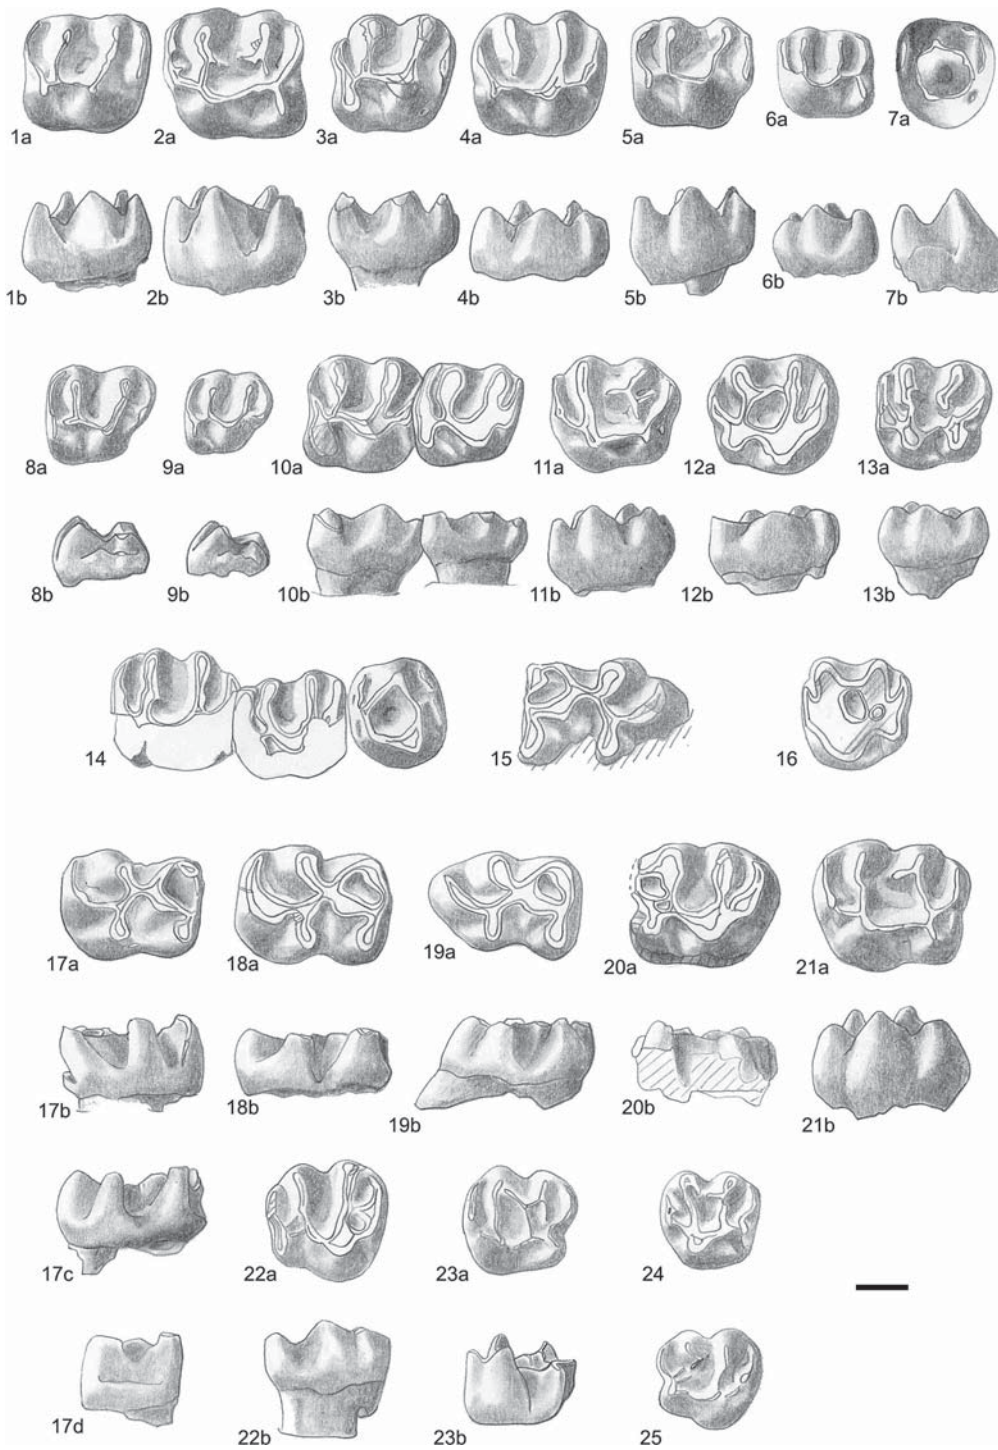 1a 2a 3a 4a 5a 6a 7a
1b 2b 3b 4b 5b 6b 7b
8a 9a 10a 11a 12a 13a
8b 9b 10b 11b 12b 13b
14 15 16
17a 18a 19a 20a 21a
17b 18b 19b 20b 21b
17c 22a 23a 24
17d 22b 23b 25